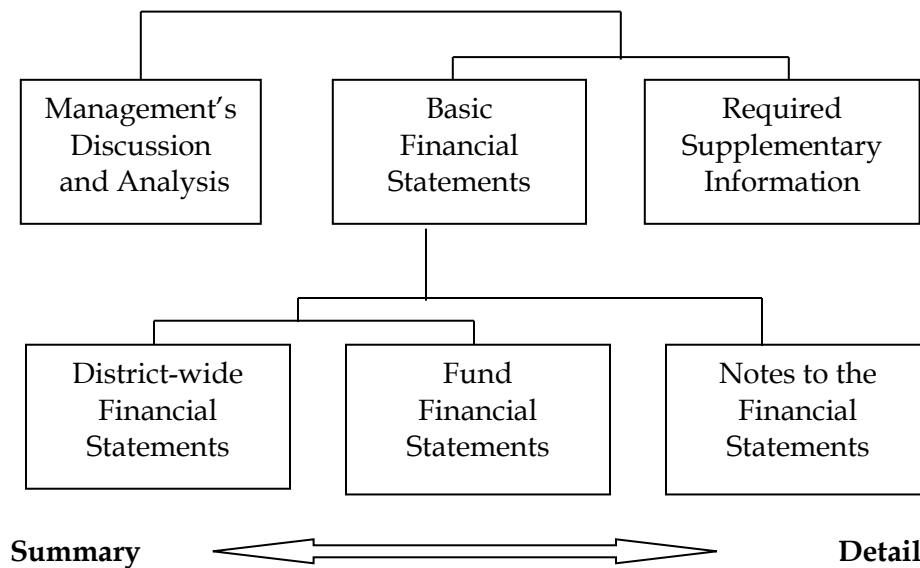 Management’s
Discussion
and Analysis
Basic
Financial
Statements
Required
Supplementary
Information
District-wide
Financial
Statements
Fund
Financial
Statements
Notes to the
Financial
Statements
Summary
Detail